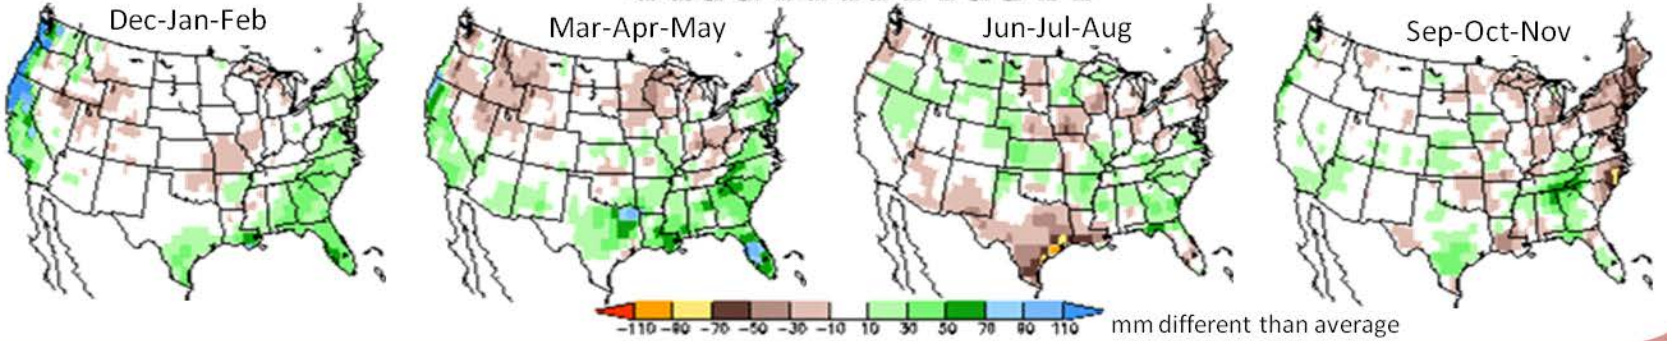 Dec-Jan-Feb
Mar-Apr-May
Jun-Jul-Aug
Sep-Oct-Nov
-110 -90 -70 -50 -30 -10 10 30 50 70 90 110
mm different than average